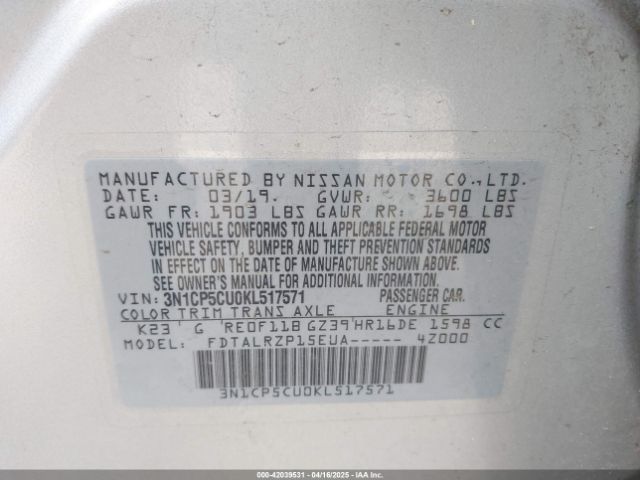 MANUFACTURED BY NISSAN MOTOR CO., LTD.
DATE: 03/19. GVWR: 3600 LBS
GAWR FR: 1903 LBS GAWR RR: 1698 LBS
THIS VEHICLE CONFORMS TO ALL APPLICABLE FEDERAL MOTOR
VEHICLE SAFETY, BUMPER AND THEFT PREVENTION STANDARDS
IN EFFECT ON THE DATE OF MANUFACTURE SHOWN ABOVE.
SEE OWNER'S MANUAL FOR ADDITIONAL INFORMATION.
VIN: 3N1CP5CU0KL517571 PASSENGER CAR.
COLOR TRIM TRANS AXLE ENGINE
K23 G RE0F11B GZ39 HR16DE 1598 CC
MODEL: FDTALRZP15EUA----- 4Z000
3N1CP5CU0KL517571
000-42039531 - 04/16/2025 - IAA Holdings, LLC - Copyright